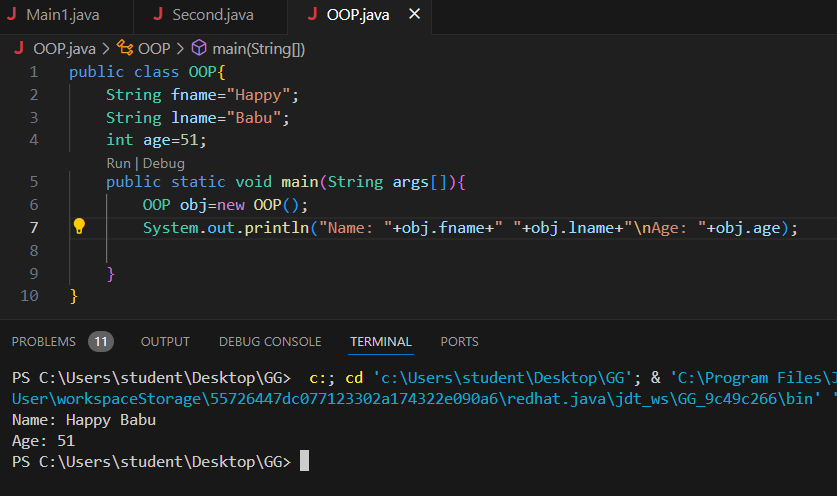 J Main1.java J Second.java J OOP.java ×
J OOP.java > OOP > main(String[])
1 public class OOP{
2 String fname="Happy";
3 String lname="Babu";
4 int age=51;
Run | Debug
5 public static void main(String args[]){
6 OOP obj=new OOP();
7 System.out.println("Name: "+obj.fname+" "+obj.lname+"\nAge: "+obj.age);
8
9 }
10 }
PROBLEMS 11 OUTPUT DEBUG CONSOLE TERMINAL PORTS
PS C:\Users\student\Desktop\GG> c:; cd 'c:\Users\student\Desktop\GG'; & 'C:\Program Files\J
User\workspaceStorage\55726447dc077123302a174322e090a6\redhat.java\jdt_ws\GG_9c49c266\bin' '
Name: Happy Babu
Age: 51
PS C:\Users\student\Desktop\GG>